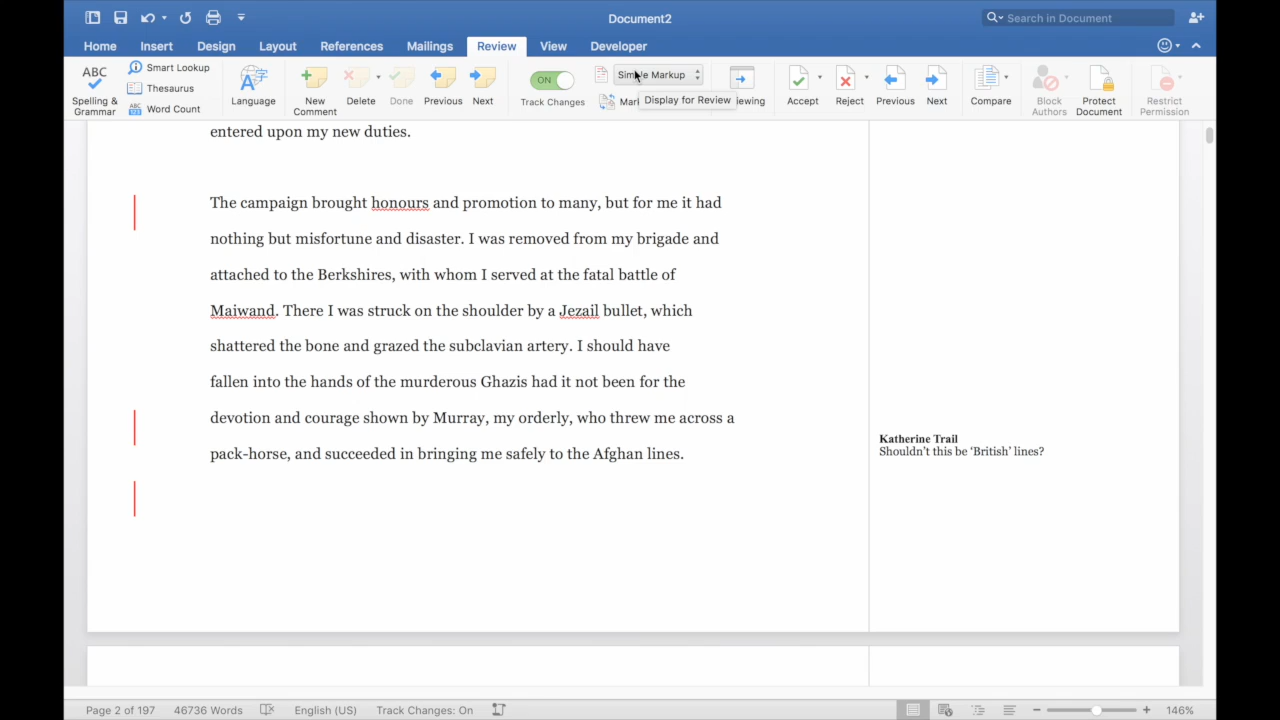 Document2
Search in Document
Home Insert Design Layout References Mailings Review View Developer
ABC
Spelling & Grammar
Smart Lookup
Thesaurus
ABC
123
Word Count
Language
New Comment
Delete
Done
Previous
Next
ON
Track Changes
Simple Markup
Display for Review
Accept
Reject
Previous
Next
Compare
Block Authors
Protect Document
Restrict Permission
entered upon my new duties.
The campaign brought honours and promotion to many, but for me it had
nothing but misfortune and disaster. I was removed from my brigade and
attached to the Berkshires, with whom I served at the fatal battle of
Maiwand. There I was struck on the shoulder by a Jezail bullet, which
shattered the bone and grazed the subclavian artery. I should have
fallen into the hands of the murderous Ghazis had it not been for the
devotion and courage shown by Murray, my orderly, who threw me across a
pack-horse, and succeeded in bringing me safely to the Afghan lines.
Katherine Trail
Shouldn't this be 'British' lines?
Page 2 of 197 46736 Words English (US) Track Changes: On 146%